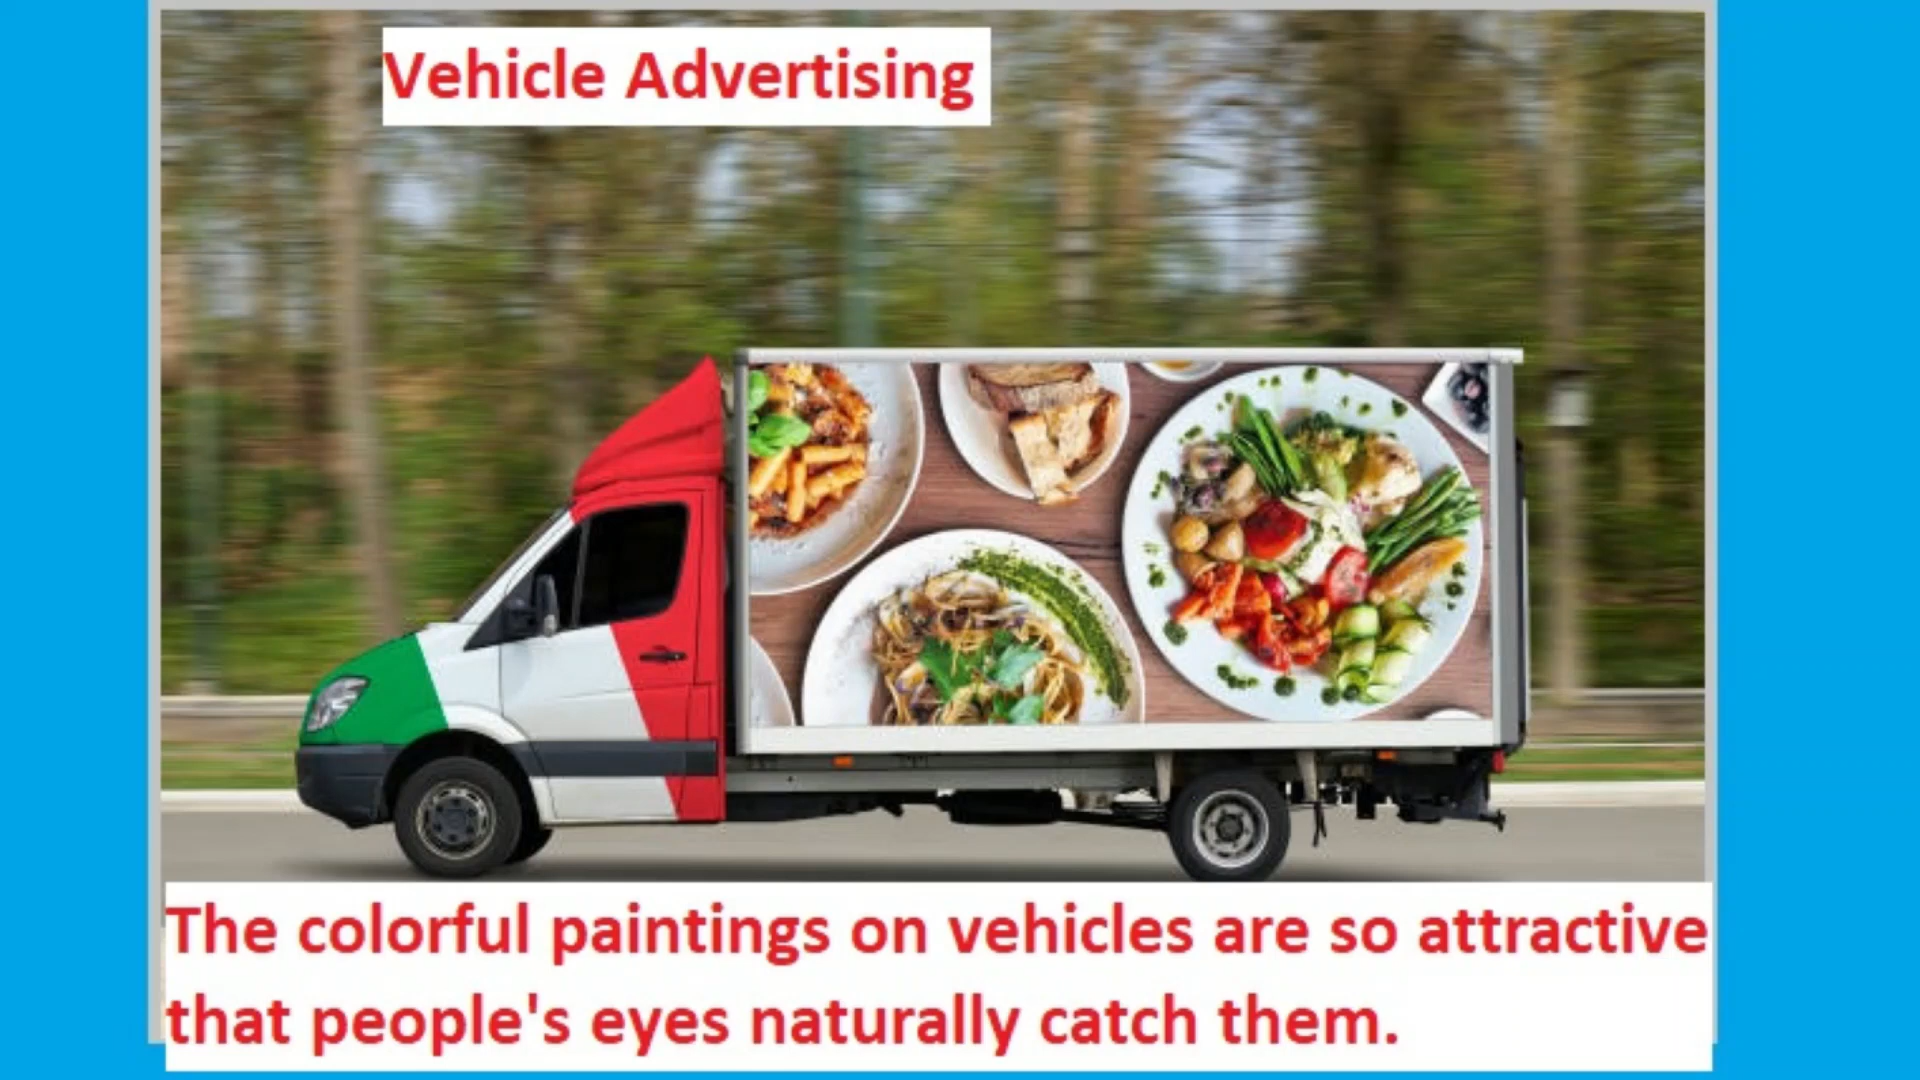 Vehicle Advertising
The colorful paintings on vehicles are so attractive
that people's eyes naturally catch them.